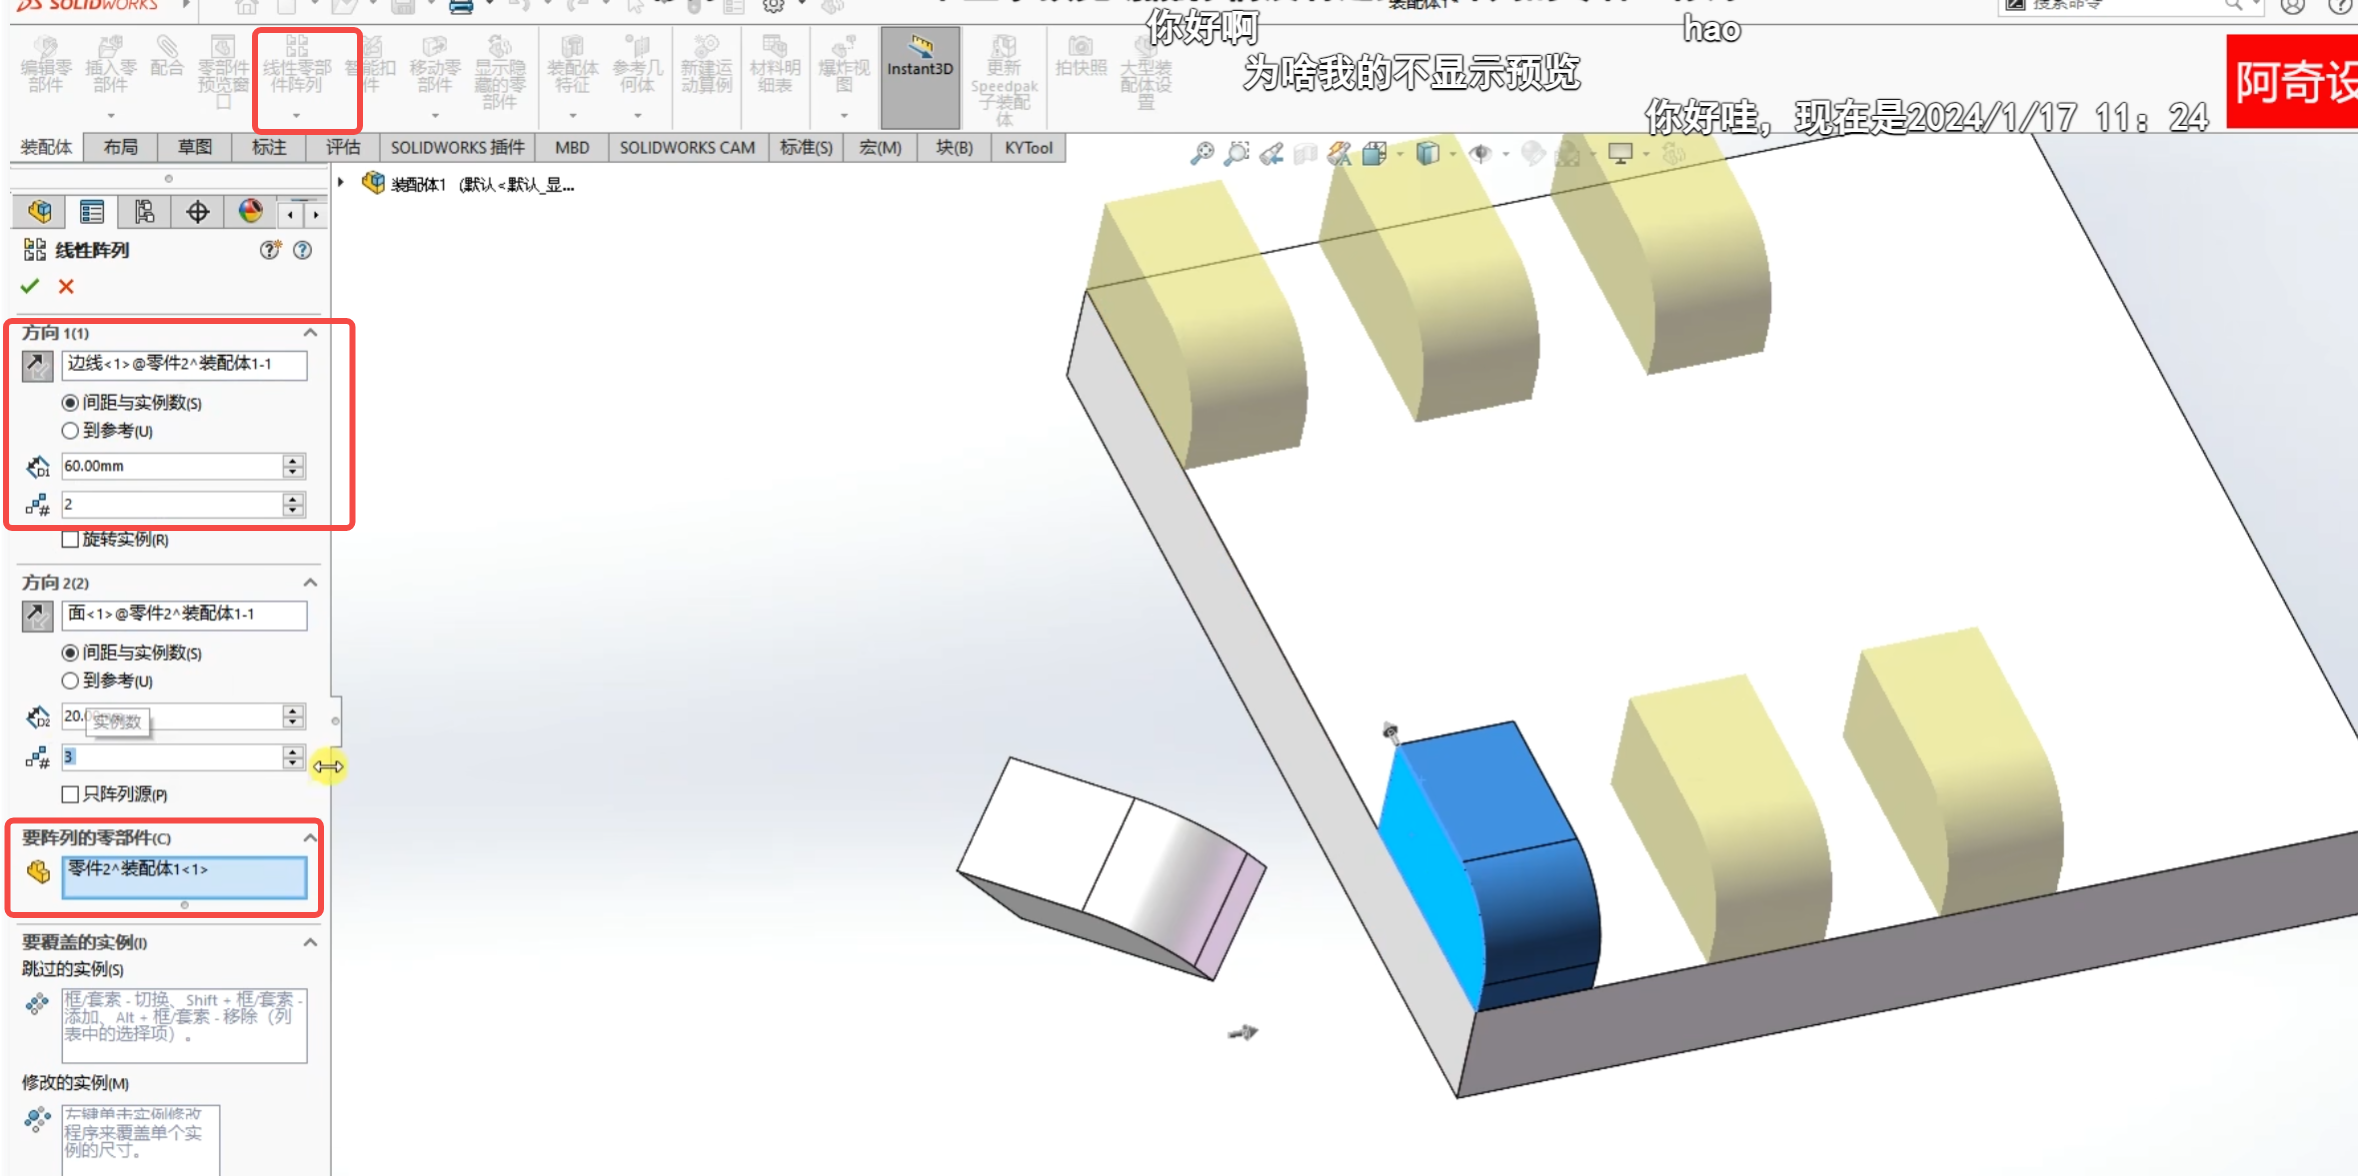 SOLIDWORKS
装配体1
搜索命令
你好啊
hao
为啥我的不显示预览
你好哇，现在是2024/1/17 11：24
阿奇设
编辑零部件
插入零部件
配合
零部件预览窗口
线性零部件阵列
智能扣件
移动零部件
显示隐藏的零部件
装配体特征
参考几何体
新建运动算例
材料明细表
爆炸视图
Instant3D
更新Speedpak子装配体
拍快照
大型装配体设置
装配体
布局
草图
标注
评估
SOLIDWORKS 插件
MBD
SOLIDWORKS CAM
标准(S)
宏(M)
块(B)
KYTool
装配体1 (默认<默认_显...
线性阵列
方向 1(1)
边线<1>@零件2^装配体1-1
间距与实例数(S)
到参考(U)
D1
60.00mm
#
2
旋转实例(R)
方向 2(2)
面<1>@零件2^装配体1-1
间距与实例数(S)
到参考(U)
D2
20.
实例数
#
3
只阵列源(P)
要阵列的零部件(C)
零件2^装配体1<1>
要覆盖的实例(I)
跳过的实例(S)
框/套索 - 切换、Shift + 框/套索 -
添加、Alt + 框/套索 - 移除（列
表中的选择项）。
修改的实例(M)
左键单击实例修改
程序来覆盖单个实
例的尺寸。